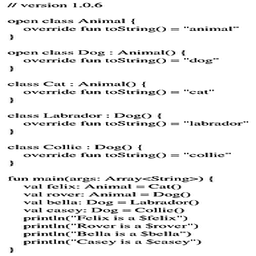 // version 1.0.6
open class Animal {
override fun toString() = "animal"
}
open class Dog : Animal() {
override fun toString() = "dog"
}
class Cat : Animal() {
override fun toString() = "cat"
}
class Labrador : Dog() {
override fun toString() = "labrador"
}
class Collie : Dog() {
override fun toString() = "collie"
}
fun main(args: Array<String>) {
val felix: Animal = Cat()
val rover: Animal = Dog()
val bella: Dog = Labrador()
val casey: Dog = Collie()
println("Felix is a $felix")
println("Rover is a $rover")
println("Bella is a $bella")
println("Casey is a $casey")
}